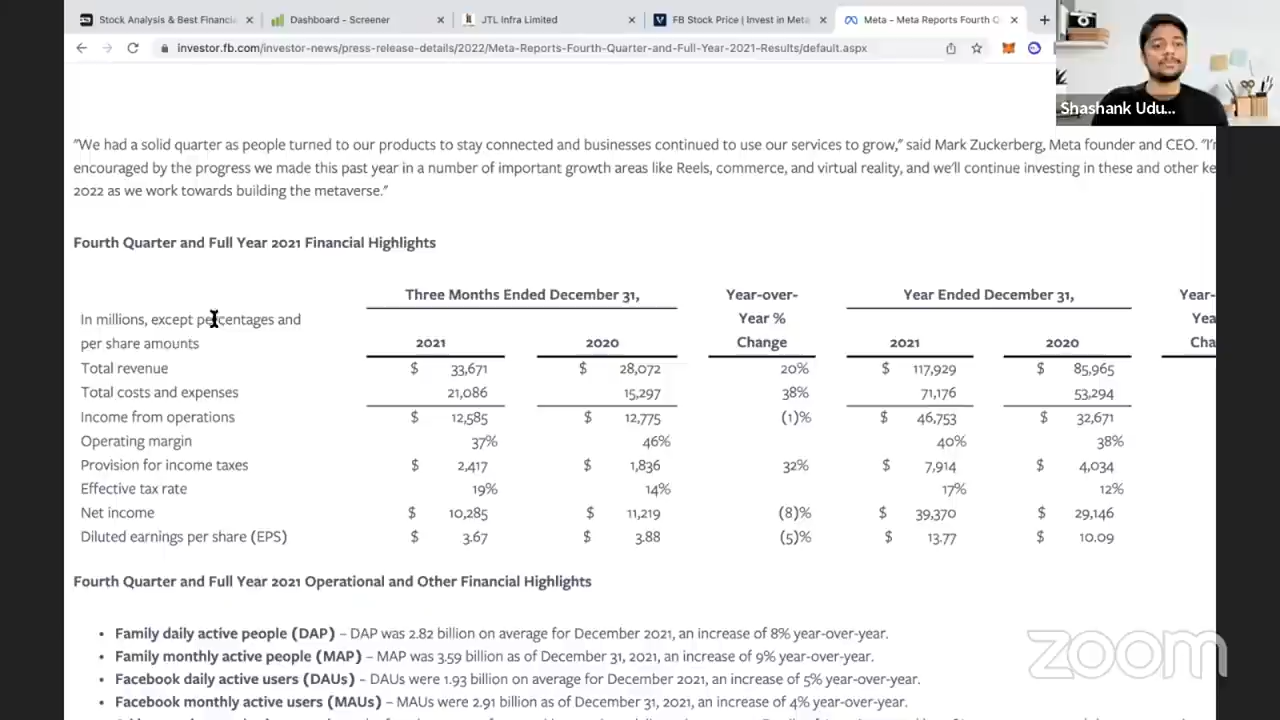 Stock Analysis & Best Financi
Dashboard - Screener
JTL Infra Limited
FB Stock Price | Invest in Meta
Meta - Meta Reports Fourth Q
investor.fb.com/investor-news/press-release-details/2022/Meta-Reports-Fourth-Quarter-and-Full-Year-2021-Results/default.aspx
Shashank Udu...
"We had a solid quarter as people turned to our products to stay connected and businesses continued to use our services to grow," said Mark Zuckerberg, Meta founder and CEO. "I'r
encouraged by the progress we made this past year in a number of important growth areas like Reels, commerce, and virtual reality, and we'll continue investing in these and other ke
2022 as we work towards building the metaverse."
Fourth Quarter and Full Year 2021 Financial Highlights
Three Months Ended December 31, Year-over- Year Ended December 31, Year-
In millions, except percentages and Year % Yea
per share amounts 2021 2020 Change 2021 2020 Cha
Total revenue $ 33,671 $ 28,072 20% $ 117,929 $ 85,965
Total costs and expenses 21,086 15,297 38% 71,176 53,294
Income from operations $ 12,585 $ 12,775 (1)% $ 46,753 $ 32,671
Operating margin 37% 46% 40% 38%
Provision for income taxes $ 2,417 $ 1,836 32% $ 7,914 $ 4,034
Effective tax rate 19% 14% 17% 12%
Net income $ 10,285 $ 11,219 (8)% $ 39,370 $ 29,146
Diluted earnings per share (EPS) $ 3.67 $ 3.88 (5)% $ 13.77 $ 10.09
Fourth Quarter and Full Year 2021 Operational and Other Financial Highlights
• Family daily active people (DAP) – DAP was 2.82 billion on average for December 2021, an increase of 8% year-over-year.
• Family monthly active people (MAP) – MAP was 3.59 billion as of December 31, 2021, an increase of 9% year-over-year.
• Facebook daily active users (DAUs) – DAUs were 1.93 billion on average for December 2021, an increase of 5% year-over-year.
• Facebook monthly active users (MAUs) – MAUs were 2.91 billion as of December 31, 2021, an increase of 4% year-over-year.
zoom